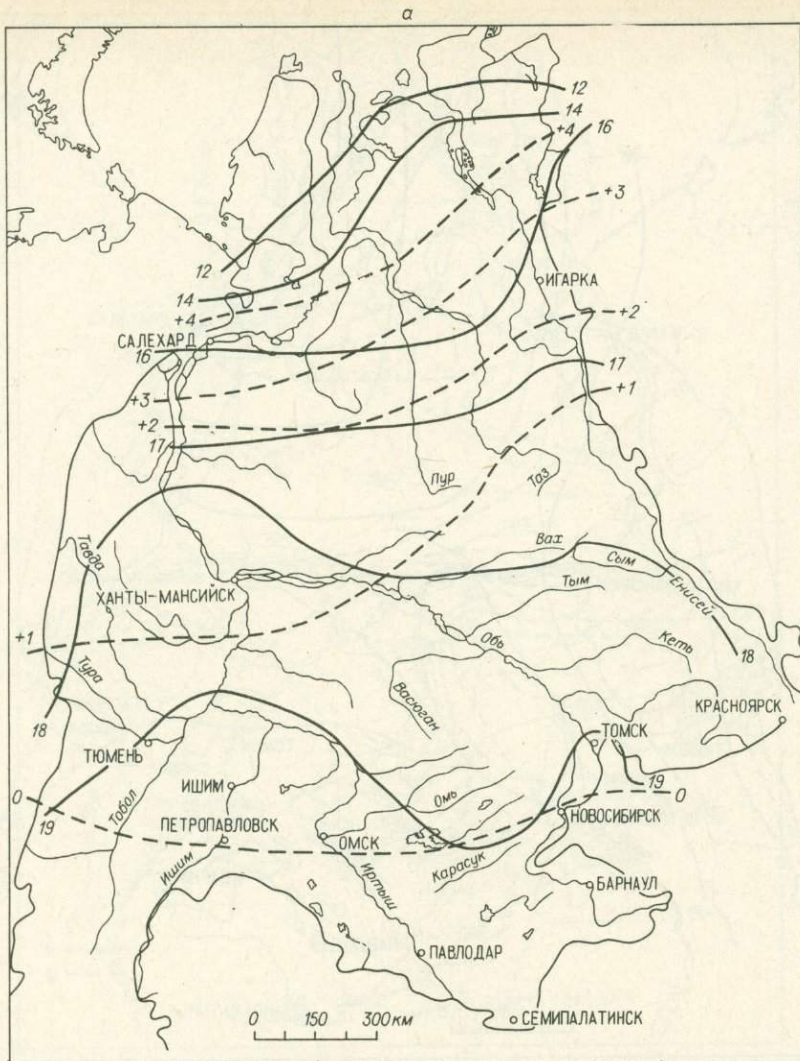 а
12
14
+4 16
+3
12
ИГАРКА
14
+4
+2
САЛЕХАРД
16
17
+3
+1
+2
17
Пур
Таз
Тавда
Вах
Сым
Тым
ХАНТЫ-МАНСИЙСК
Енисей
+1
Обь
Кеть
Тура
18
Васюган
КРАСНОЯРСК
18
ТОМСК
ТЮМЕНЬ
19
ИШИМ
0
0
Омь
19
Тобол
НОВОСИБИРСК
ПЕТРОПАВЛОВСК
ОМСК
Карасук
Ишим
Иртыш
БАРНАУЛ
ПАВЛОДАР
СЕМИПАЛАТИНСК
0 150 300км